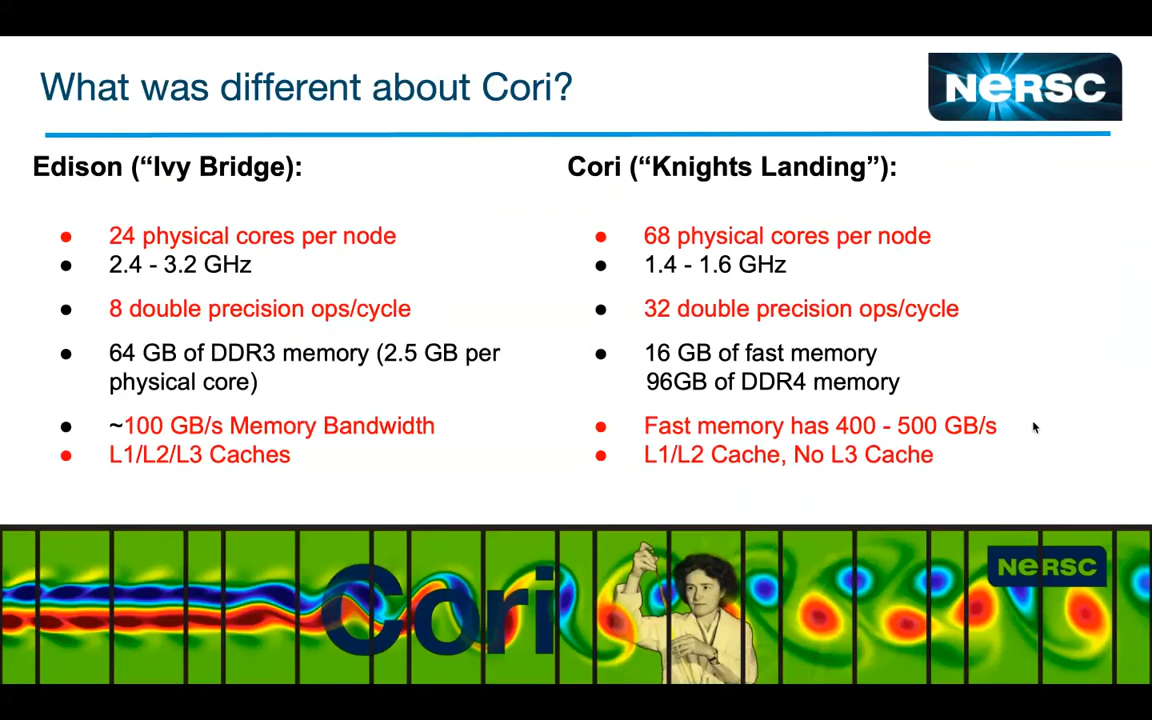 What was different about Cori?
NeRSC
Edison (“Ivy Bridge):
● 24 physical cores per node
● 2.4 - 3.2 GHz
● 8 double precision ops/cycle
● 64 GB of DDR3 memory (2.5 GB per
physical core)
● ~100 GB/s Memory Bandwidth
● L1/L2/L3 Caches
Cori (“Knights Landing”):
● 68 physical cores per node
● 1.4 - 1.6 GHz
● 32 double precision ops/cycle
● 16 GB of fast memory
96GB of DDR4 memory
● Fast memory has 400 - 500 GB/s
● L1/L2 Cache, No L3 Cache
Cori
NeRSC